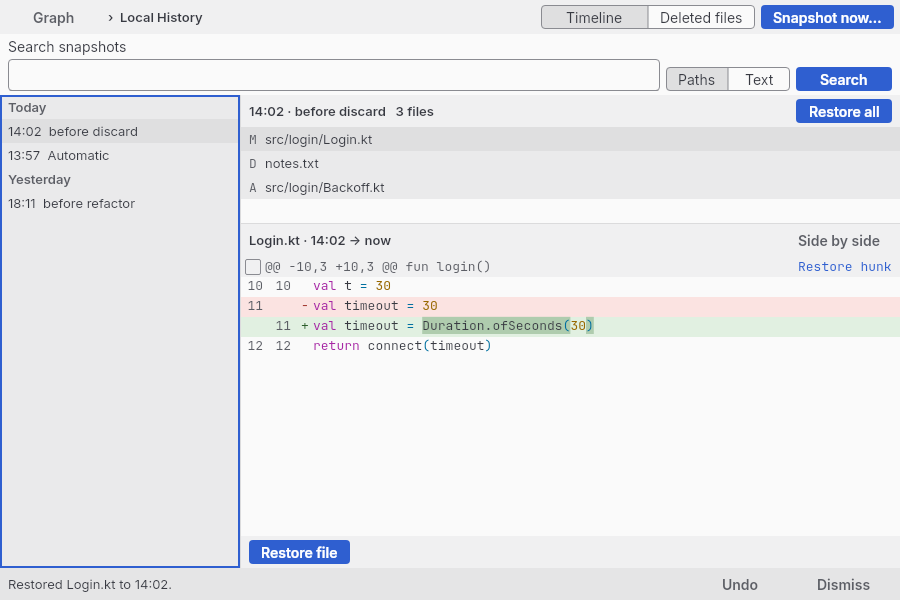 Graph › Local History Timeline Deleted files Snapshot now...
Search snapshots
Paths Text Search
Today
14:02 before discard
13:57 Automatic
Yesterday
18:11 before refactor
14:02 · before discard 3 files Restore all
M src/login/Login.kt
D notes.txt
A src/login/Backoff.kt
Login.kt · 14:02 → now Side by side
@@ -10,3 +10,3 @@ fun login() Restore hunk
10 10 val t = 30
11 - val timeout = 30
11 + val timeout = Duration.ofSeconds(30)
12 12 return connect(timeout)
Restore file
Restored Login.kt to 14:02. Undo Dismiss